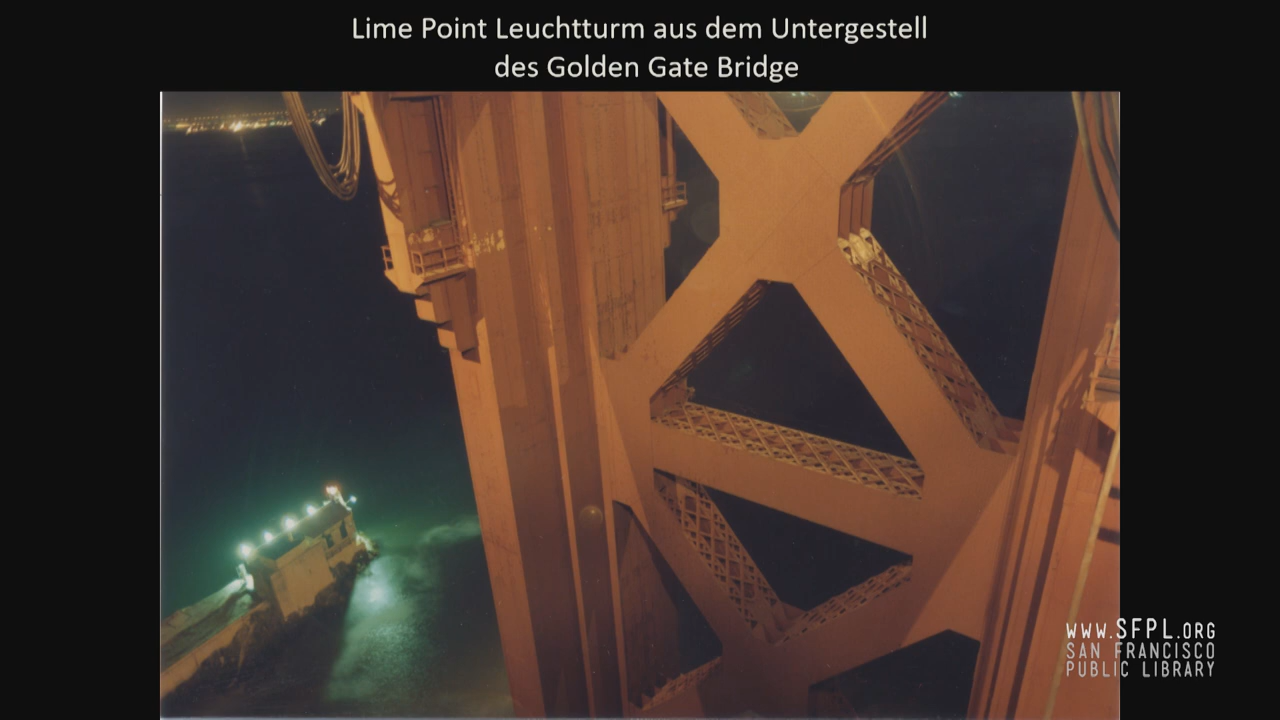 Lime Point Leuchtturm aus dem Untergestell
des Golden Gate Bridge
WWW.SFPL.ORG
SAN FRANCISCO
PUBLIC LIBRARY